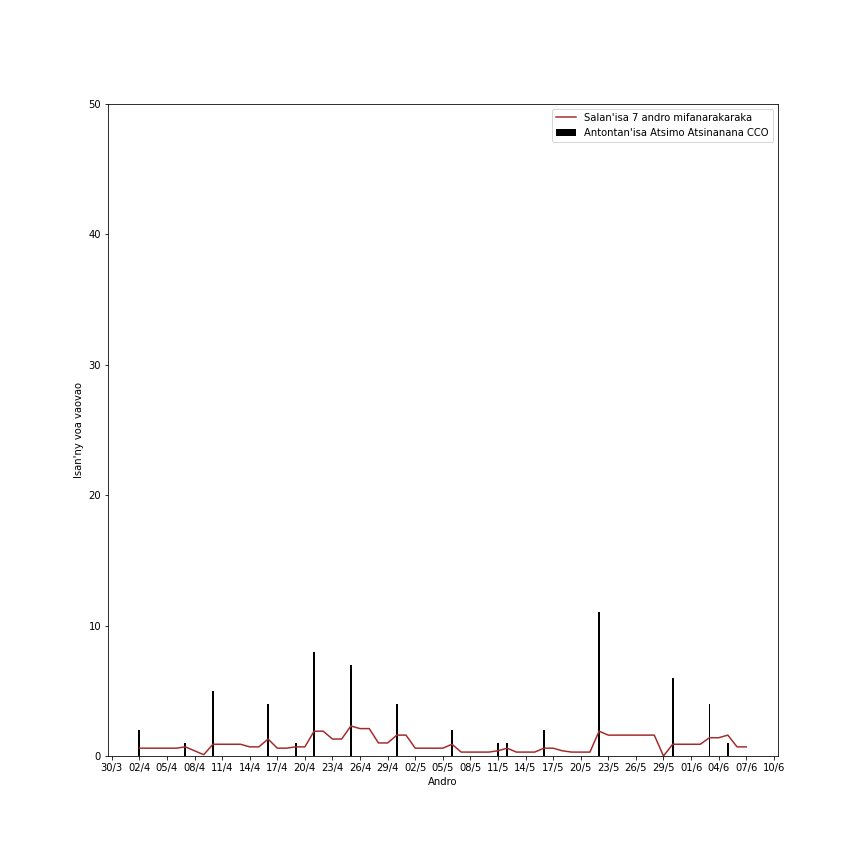 50
Salan'isa 7 andro mifanarakaraka
Antontan'isa Atsimo Atsinanana CCO
40
30
Isan'ny voa vaovao
20
10
0
30/3 02/4 05/4 08/4 11/4 14/4 17/4 20/4 23/4 26/4 29/4 02/5 05/5 08/5 11/5 14/5 17/5 20/5 23/5 26/5 29/5 01/6 04/6 07/6 10/6
Andro